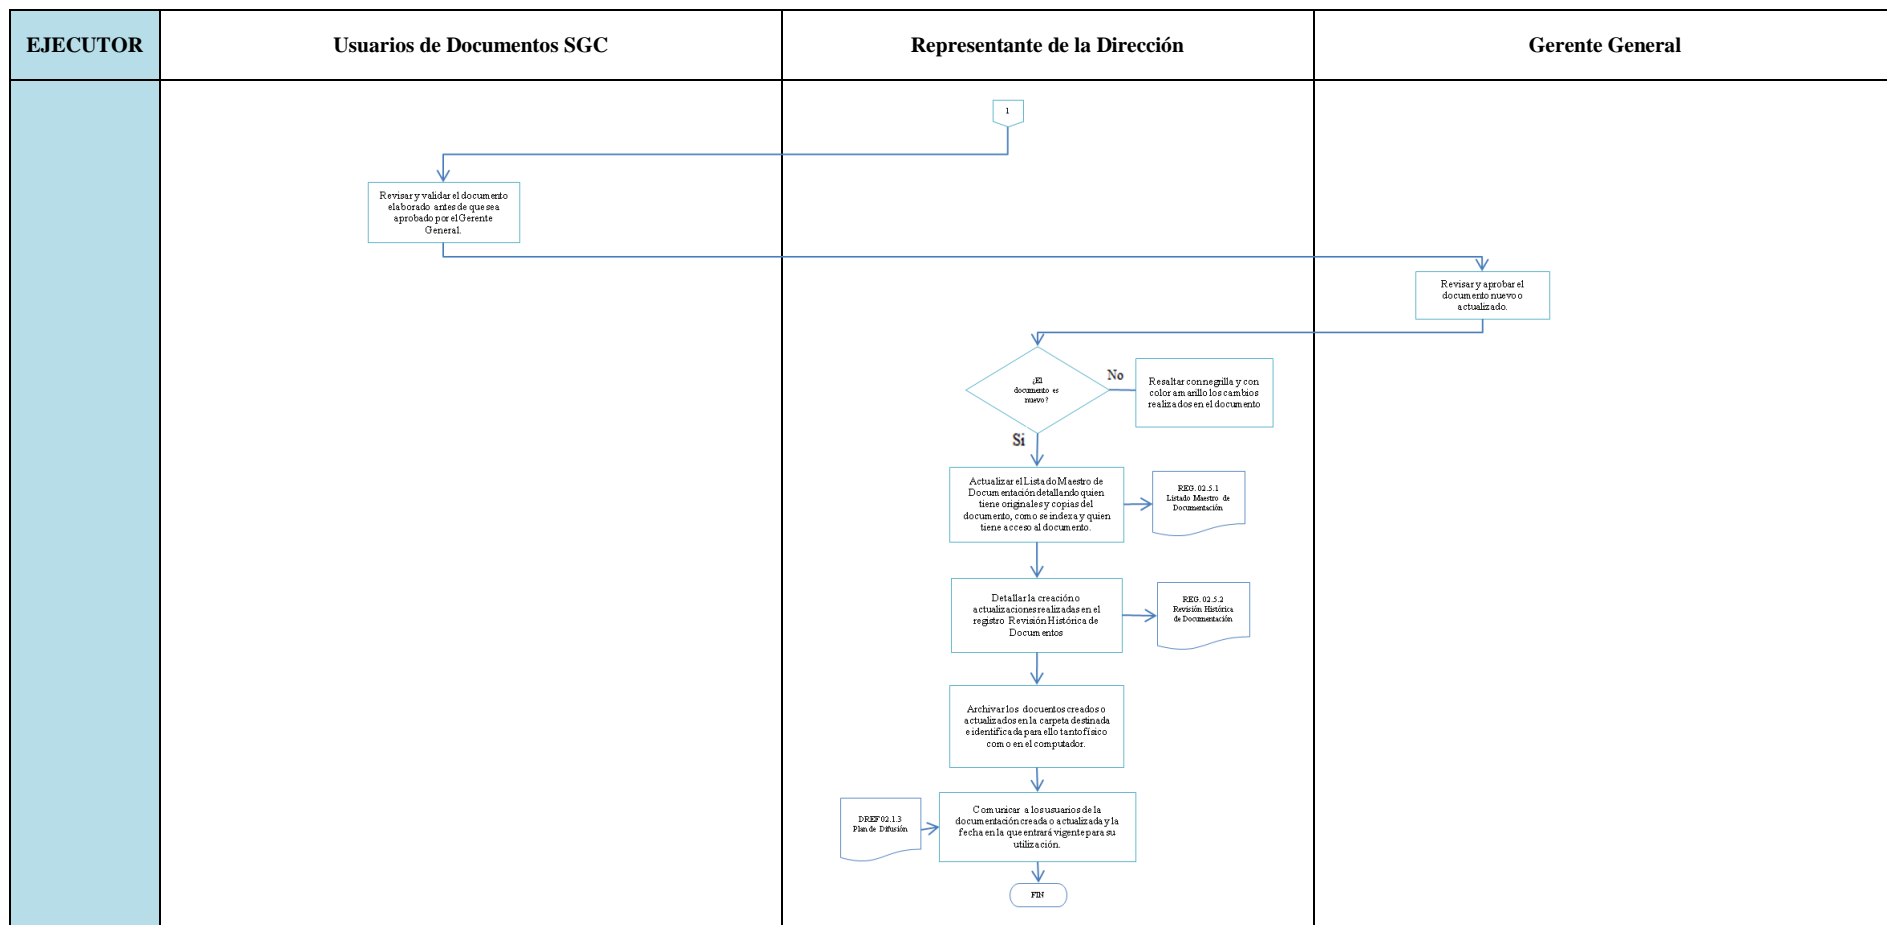 EJECUTOR
Usuarios de Documentos SGC
Representante de la Dirección
Gerente General
1
Revisar y validar el documento
elaborado antes de que sea
aprobado por el Gerente
General.
Revisar y aprobar el
documento nuevo o
actualizado.
¿El
documento es
nuevo?
No
Resaltar con negrilla y con
color amarillo los cambios
realizados en el documento
Si
Actualizar el Listado Maestro de
Documentación detallando quien
tiene originales y copias del
documento, como se indexa y quien
tiene acceso al documento.
REG. 02.5.1
Listado Maestro de
Documentación
Detallar la creación o
actualizaciones realizadas en el
registro Revisión Histórica de
Documentos
REG. 02.5.2
Revisión Histórica
de Documentación
Archivar los docuentos creados o
actualizados en la carpeta destinada
e identificada para ello tanto físico
como en el computador.
DREF 02.1.3
Plan de Difusión
Comunicar a los usuarios de la
documentación creada o actualizada y la
fecha en la que entrará vigente para su
utilización.
FIN